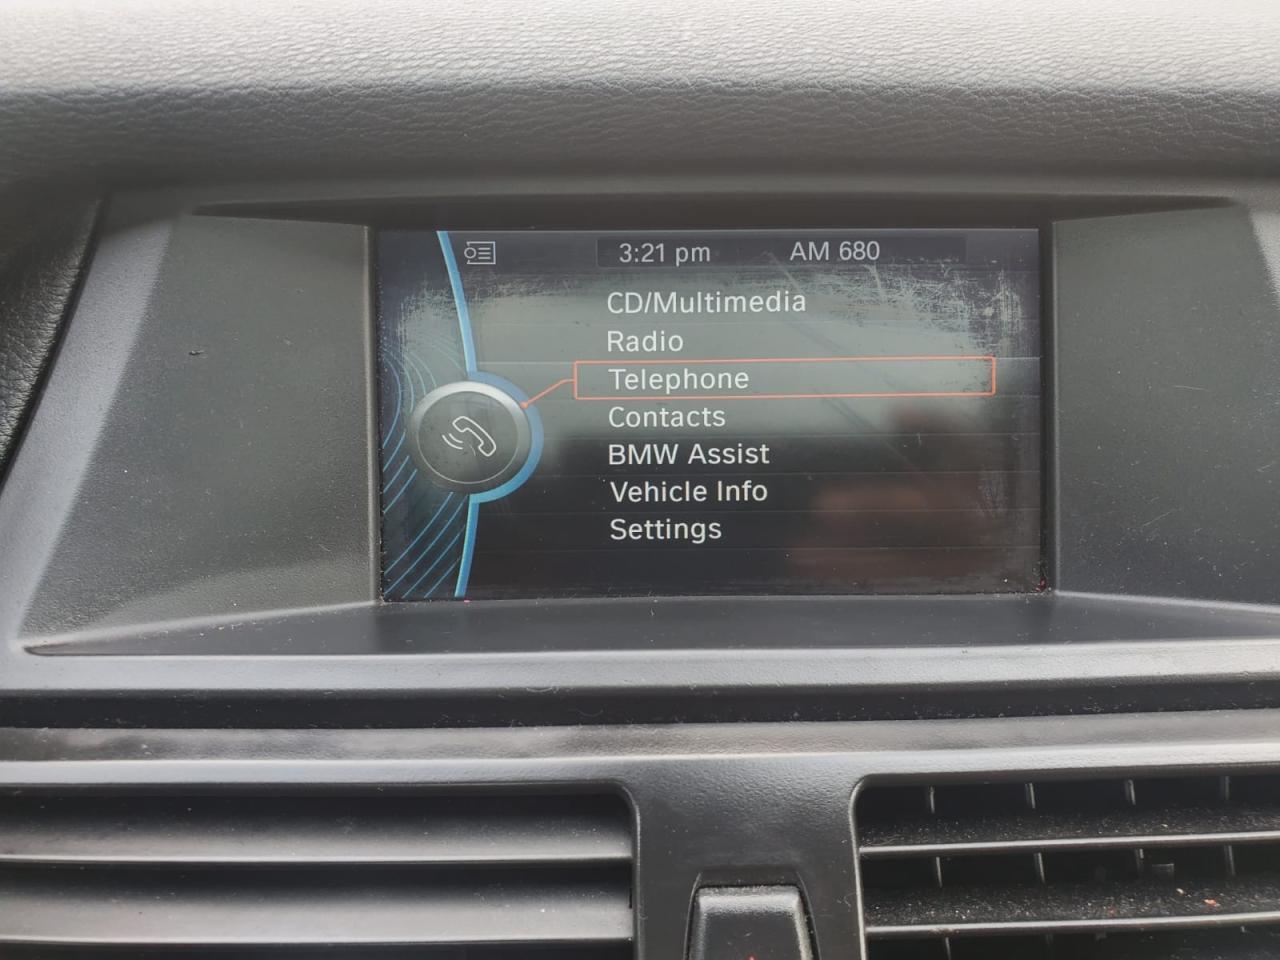 3:21 pm AM 680
CD/Multimedia
Radio
Telephone
Contacts
BMW Assist
Vehicle Info
Settings